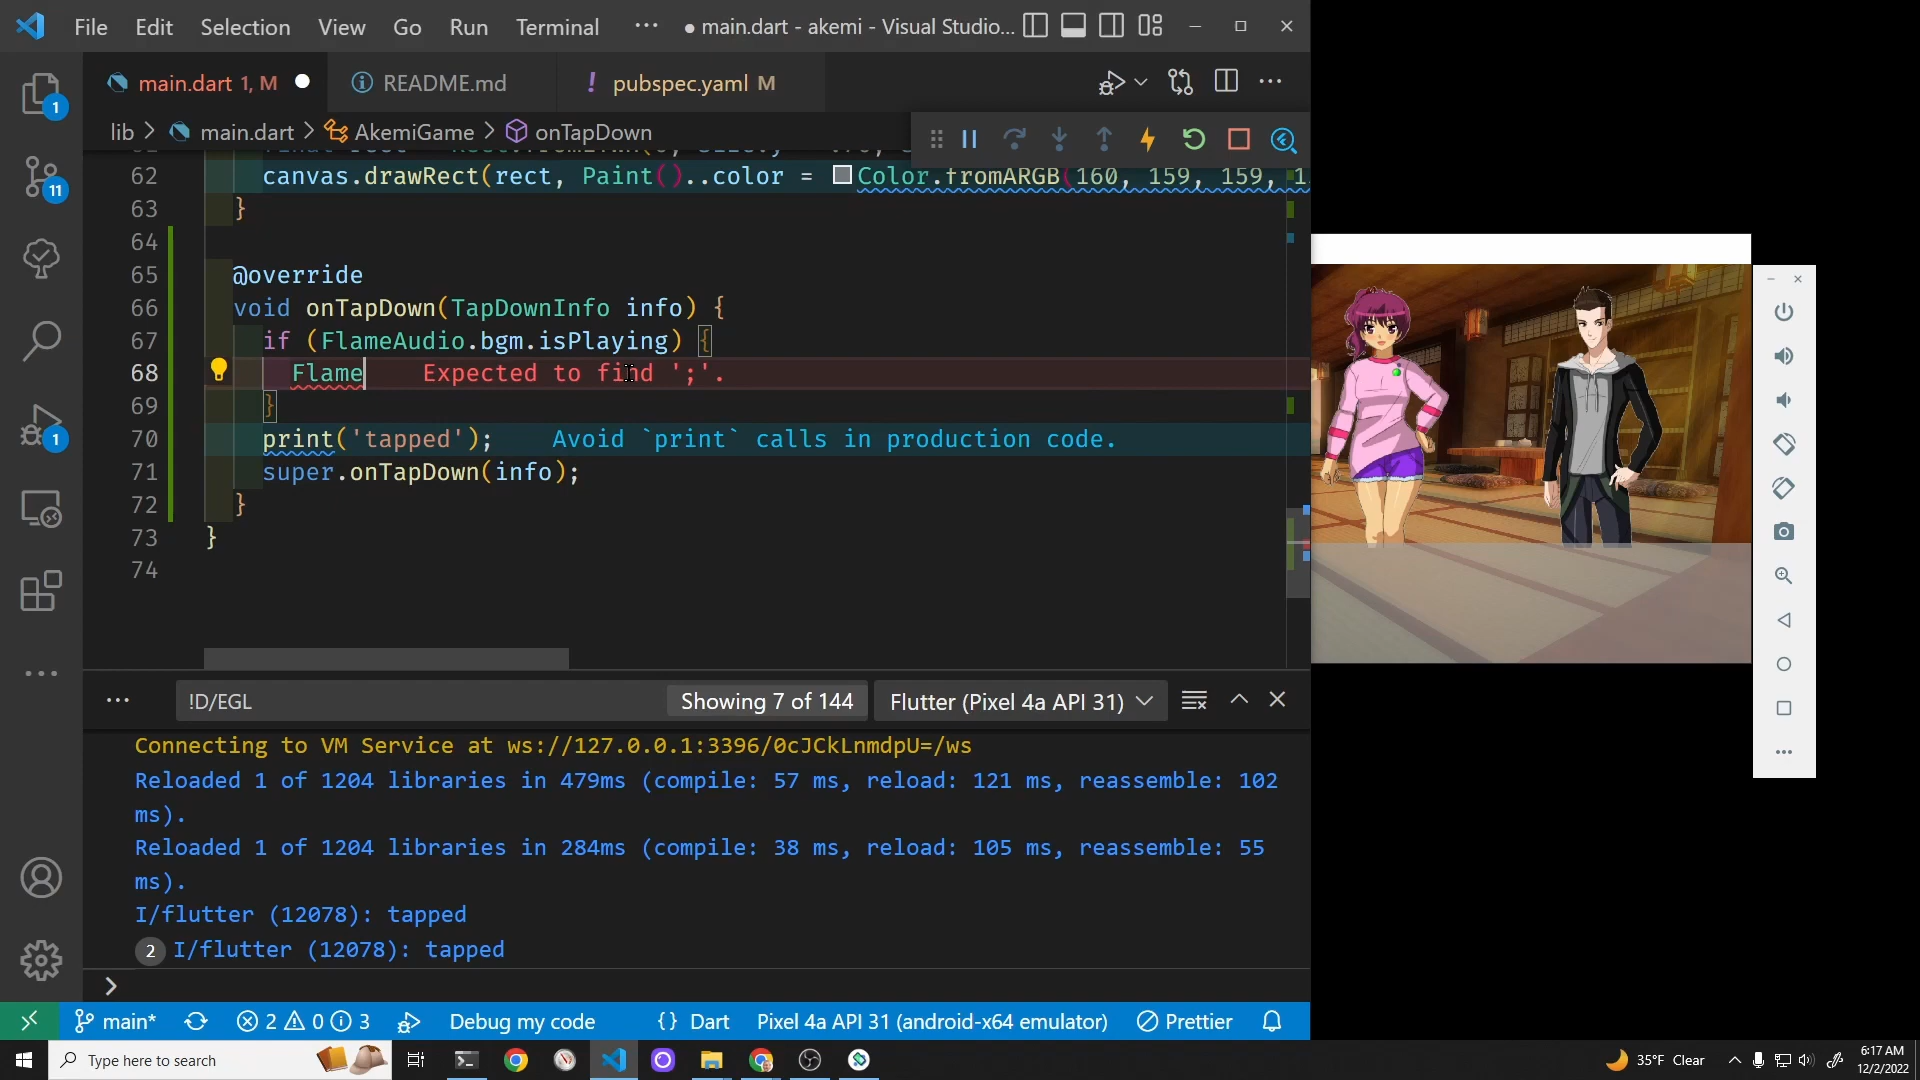 File Edit Selection View Go Run Terminal ··· ● main.dart - akemi - Visual Studio...
main.dart 1, M README.md ! pubspec.yaml M
lib > main.dart > AkemiGame > onTapDown
1
62 canvas.drawRect(rect, Paint()..color = Color.fromARGB(160, 159, 159, 1
63 }
11
64
65 @override
66 void onTapDown(TapDownInfo info) {
67 if (FlameAudio.bgm.isPlaying) {
68 Flame Expected to find ';'.
69 }
70 print('tapped'); Avoid `print` calls in production code.
1
71 super.onTapDown(info);
72 }
73 }
74
··· !D/EGL Showing 7 of 144 Flutter (Pixel 4a API 31)
Connecting to VM Service at ws://127.0.0.1:3396/0cJCkLnmdpU=/ws
Reloaded 1 of 1204 libraries in 479ms (compile: 57 ms, reload: 121 ms, reassemble: 102
ms).
Reloaded 1 of 1204 libraries in 284ms (compile: 38 ms, reload: 105 ms, reassemble: 55
ms).
I/flutter (12078): tapped
2 I/flutter (12078): tapped
>
main* 2 0 3 Debug my code {} Dart Pixel 4a API 31 (android-x64 emulator) Prettier
Type here to search 35°F Clear 6:17 AM
12/2/2022